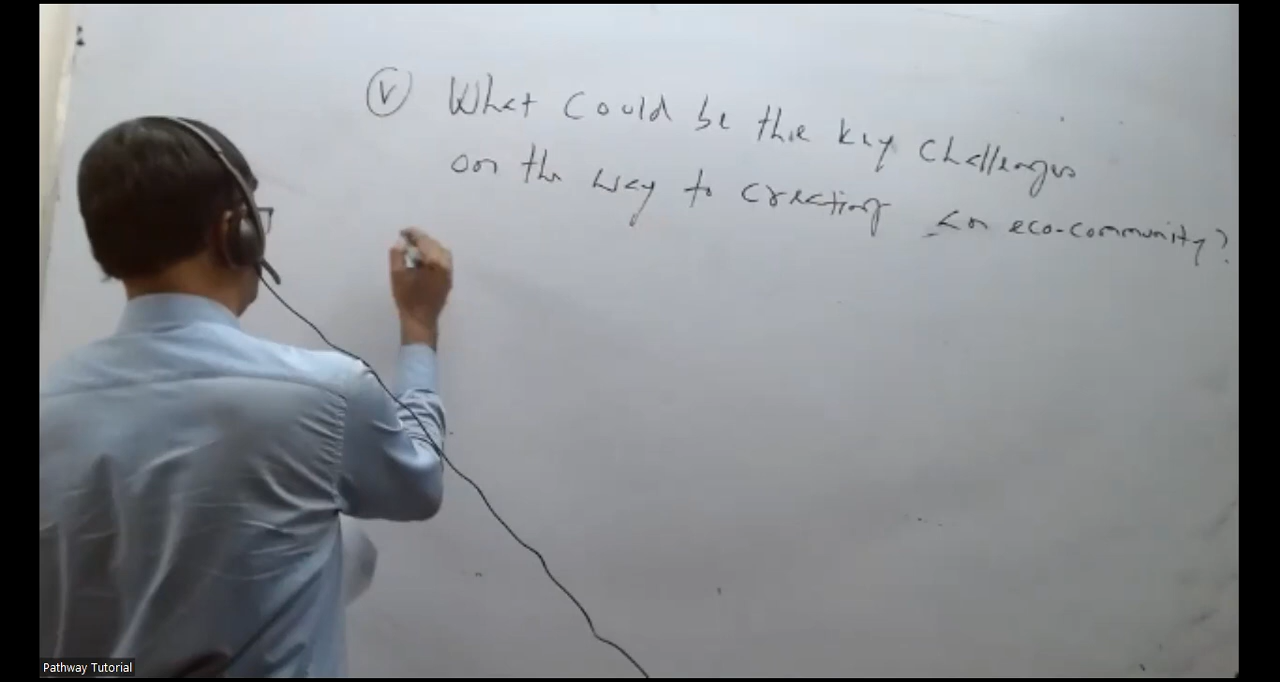 (V) What could be the key challenges
on the way to creating an eco-community?
Pathway Tutorial